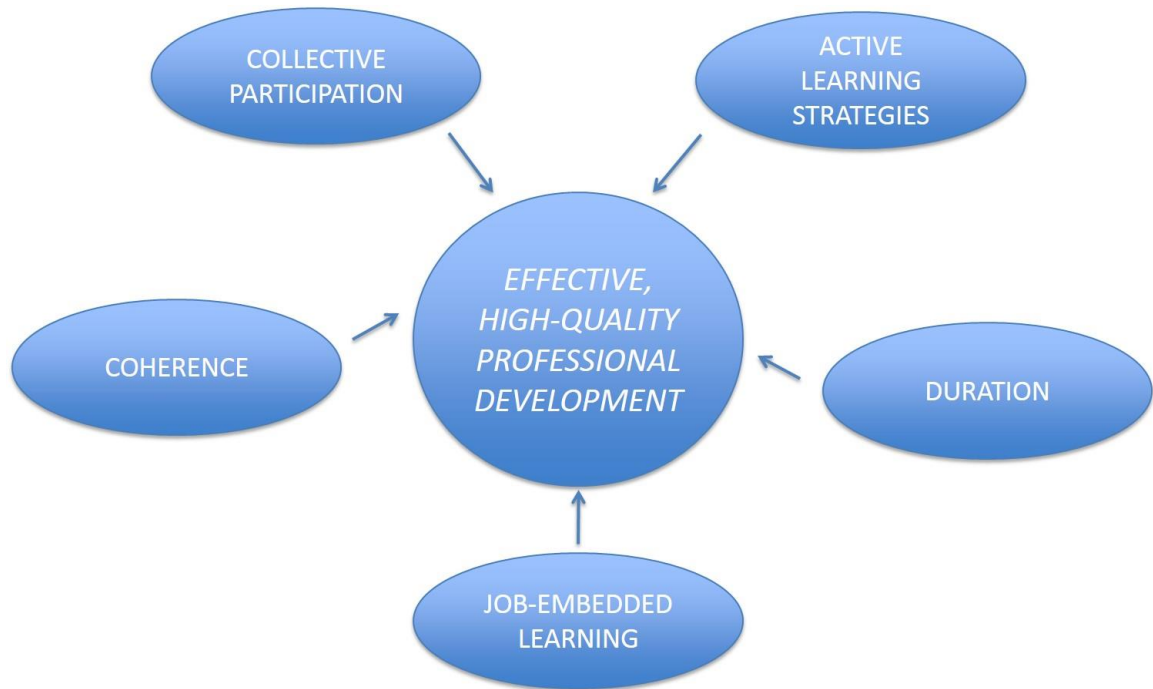 COLLECTIVE
PARTICIPATION
ACTIVE
LEARNING
STRATEGIES
EFFECTIVE,
HIGH-QUALITY
PROFESSIONAL
DEVELOPMENT
COHERENCE
DURATION
JOB-EMBEDDED
LEARNING